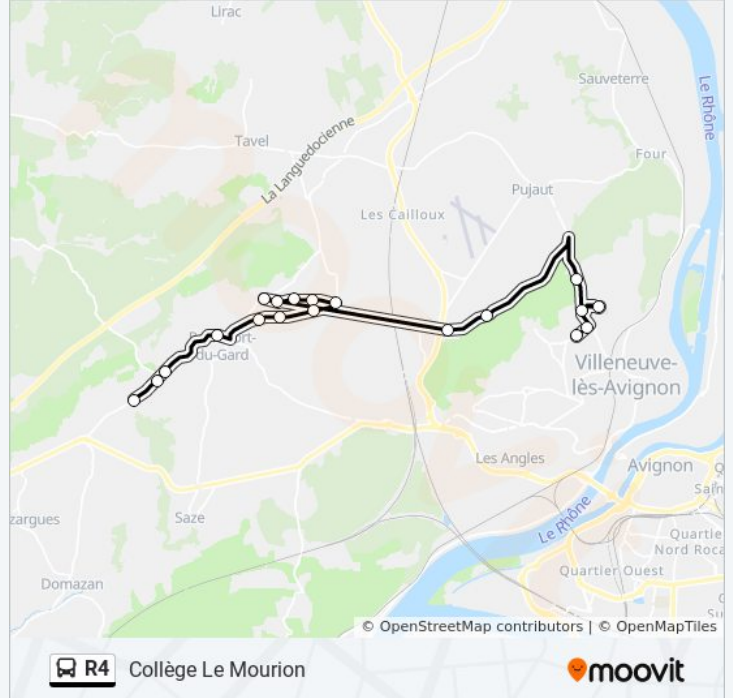 Lirac
Sauveterre
Le Rhône
La Languedocienne
Tavel
Four
Pujaut
Les Cailloux
du-Gard
Villeneuve-
lès-Avignon
Les Angles
Avignon
Le Rhône
Saze
Quartie
Nord Roca
Quartier Ouest
zargues
Domazan
© OpenStreetMap contributors | © OpenMapTiles
R4 Collège Le Mourion
moovit